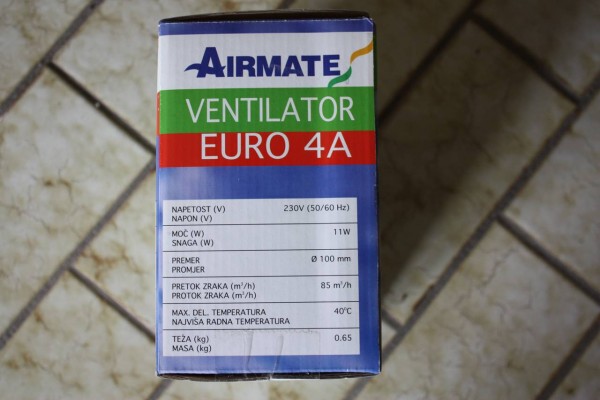 AIRMATE
VENTILATOR
EURO 4A
NAPETOST (V) 230V (50/60 Hz)
NAPON (V)
MOČ (W) 11W
SNAGA (W)
PREMER Ø 100 mm
PROMJER
PRETOK ZRAKA (m³/h) 85 m³/h
PROTOK ZRAKA (m³/h)
MAX. DEL. TEMPERATURA 40°C
NAJVIŠA RADNA TEMPERATURA
TEŽA (kg) 0.65
MASA (kg)